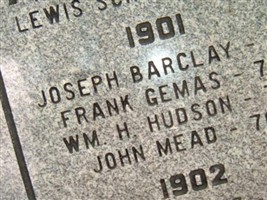 LEWIS
1901
JOSEPH BARCLAY -
FRANK GEMAS - 7
WM. H. HUDSON -
JOHN MEAD - 7
1902